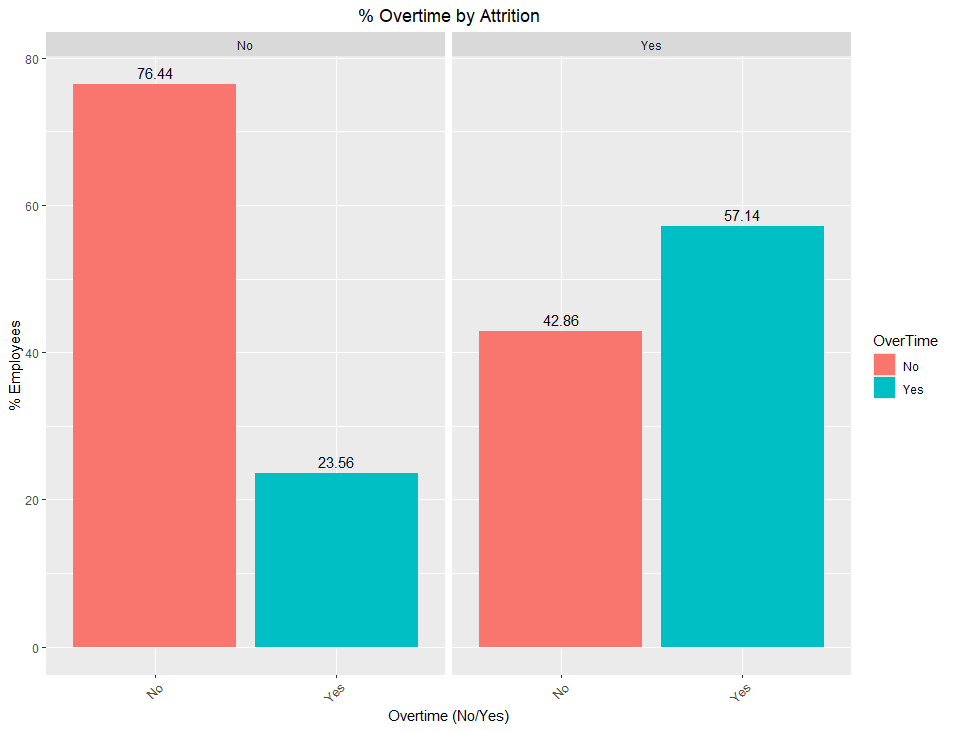 % Overtime by Attrition
No
Yes
80
60
40
20
0
% Employees
76.44
23.56
42.86
57.14
No
Yes
No
Yes
Overtime (No/Yes)
OverTime
No
Yes